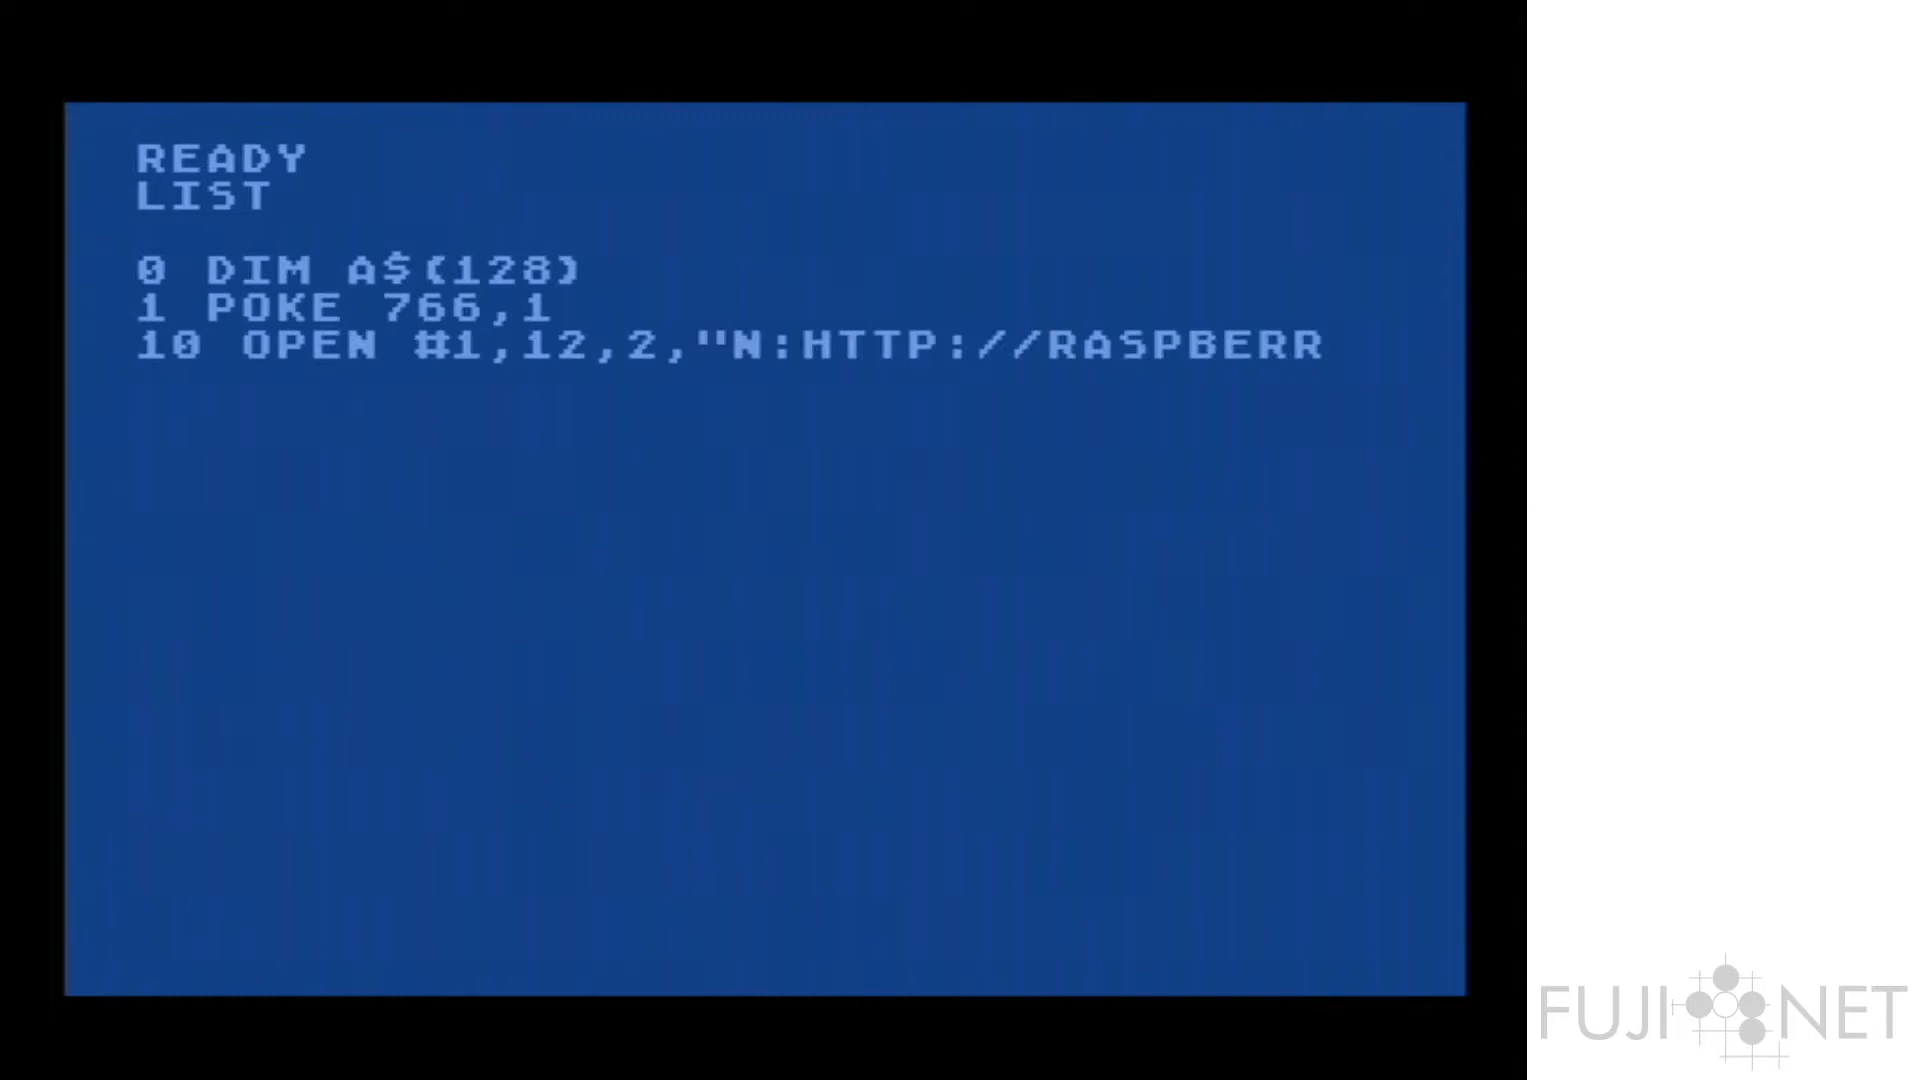 READY
LIST
0 DIM A$(128)
1 POKE 766,1
10 OPEN #1,12,2,"N:HTTP://RASPBERR
FUJINET